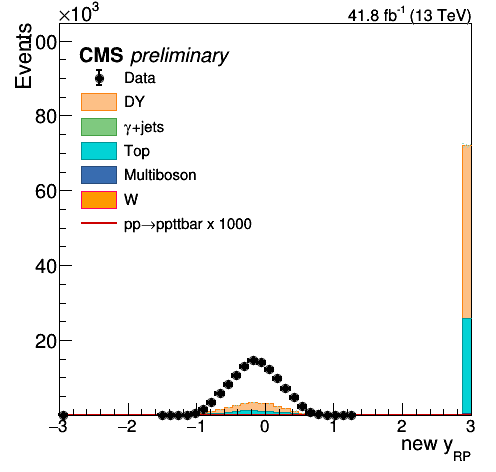 ×10³
41.8 fb⁻¹ (13 TeV)
Events
CMS preliminary
Data
DY
γ+jets
Top
Multiboson
W
pp→ppttbar x 1000
00
80
60
40
20
−3 −2 −1 0 1 2 3
new y_RP